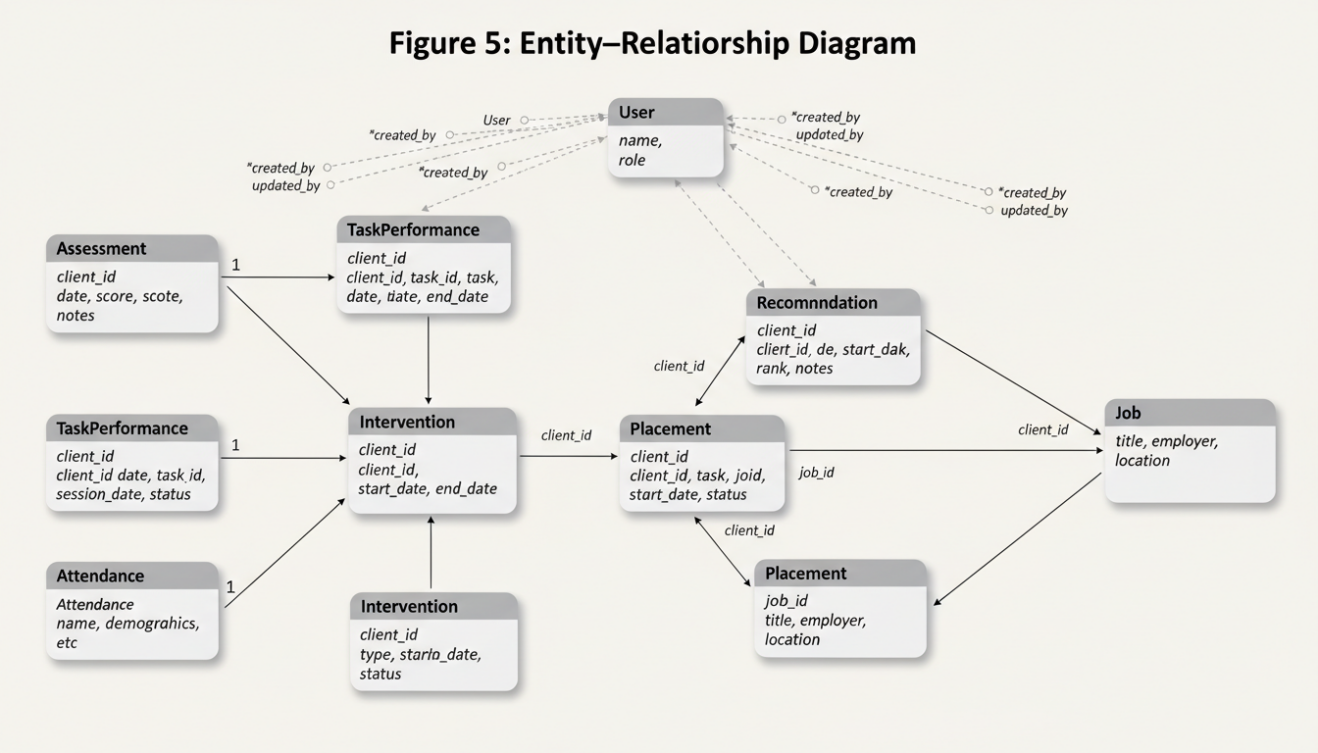 Figure 5: Entity–Relatiorship Diagram
User
name,
role
User
*created_by
*created_by
updated_by
*created_by
*created_by
updated_by
*created_by
*created_by
updated_by
TaskPerformance
client_id
client_id, task_id, task,
date, tiate, end_date
Assessment
client_id
date, score, scote,
notes
1
Recomnndation
client_id
cliert_id, de, start_dak,
rank, notes
client_id
TaskPerformance
client_id
client_id date, task_id,
session_date, status
1
Intervention
client_id
client_id,
start_date, end_date
client_id
Placement
client_id
client_id, task, joid,
start_date, status
client_id
job_id
Job
title, employer,
location
client_id
Attendance
Attendance
name, demograhics,
etc
1
Intervention
client_id
type, date,
status
Placement
job_id
title, employer,
location